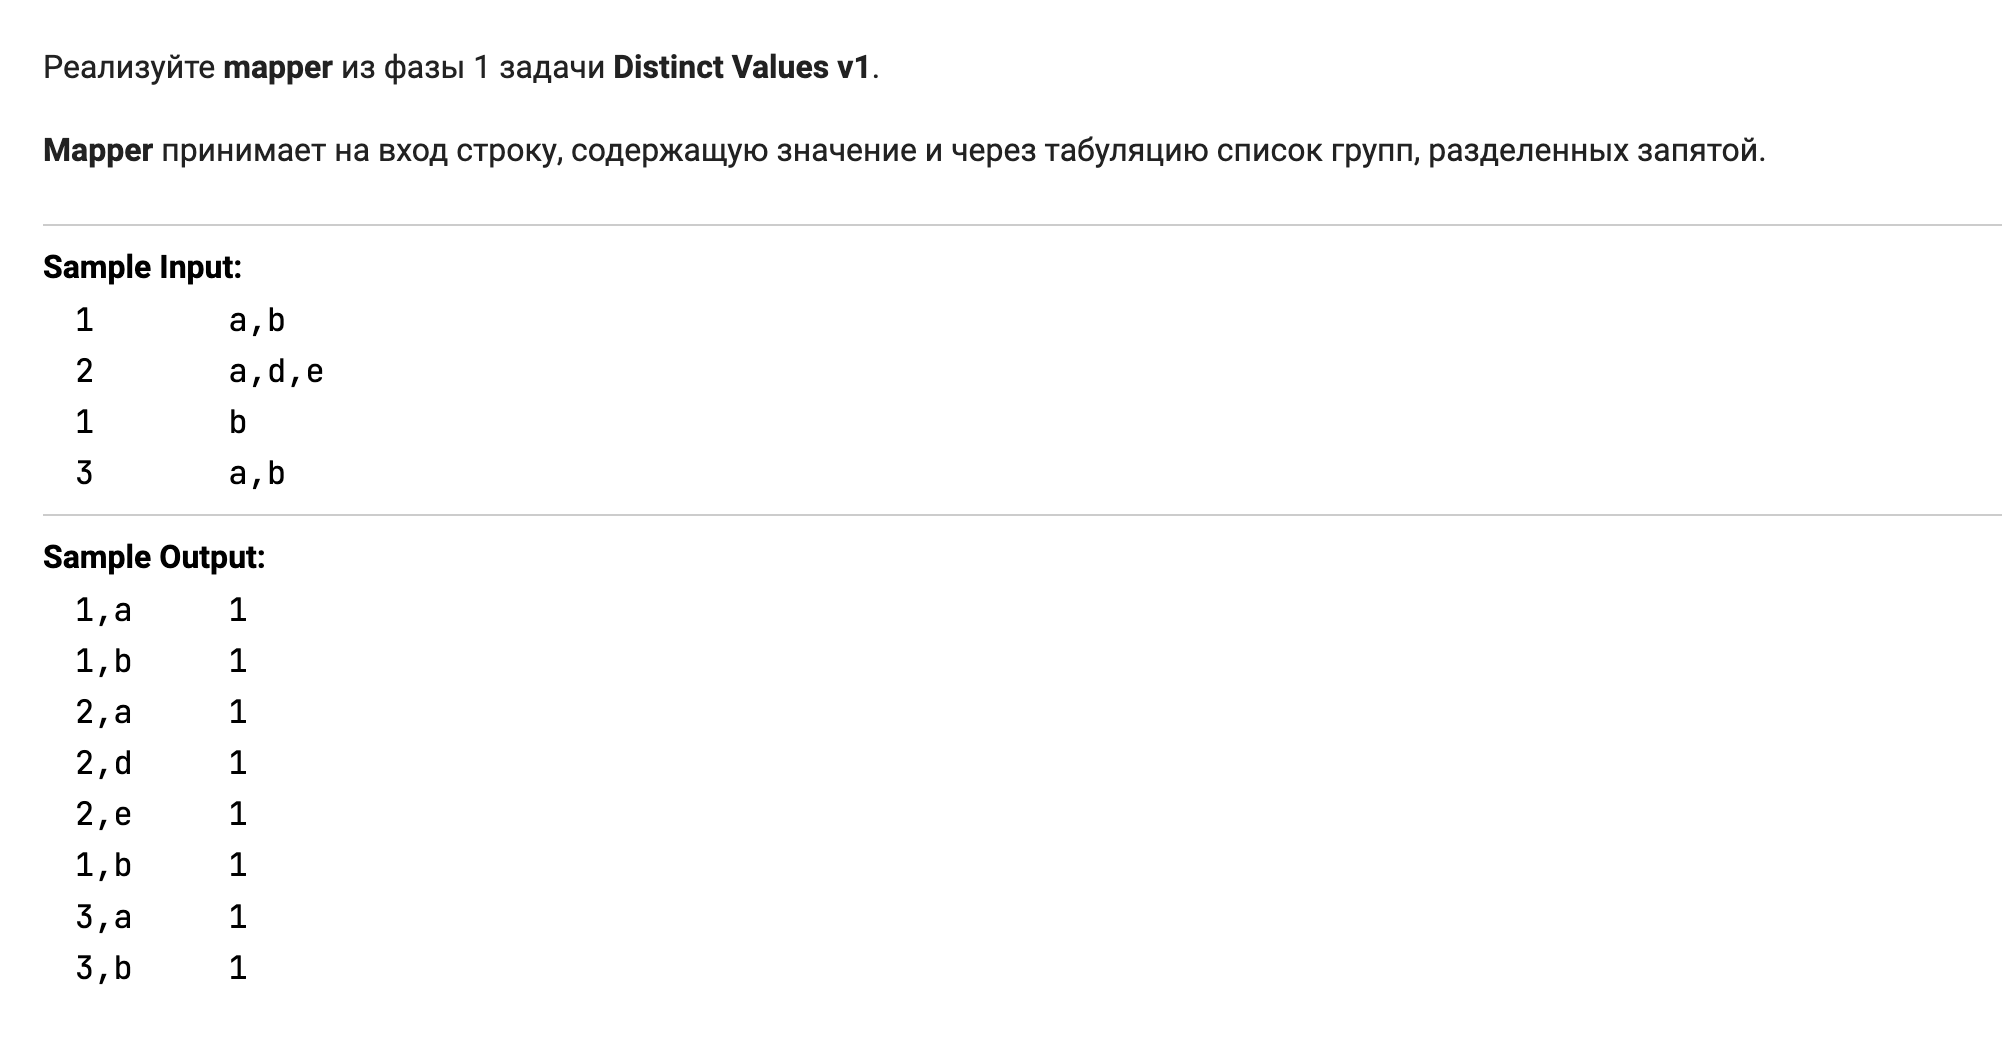 Реализуйте mapper из фазы 1 задачи Distinct Values v1.
Mapper принимает на вход строку, содержащую значение и через табуляцию список групп, разделенных запятой.
Sample Input:
1	a,b
2	a,d,e
1	b
3	a,b
Sample Output:
1,a	1
1,b	1
2,a	1
2,d	1
2,e	1
1,b	1
3,a	1
3,b	1